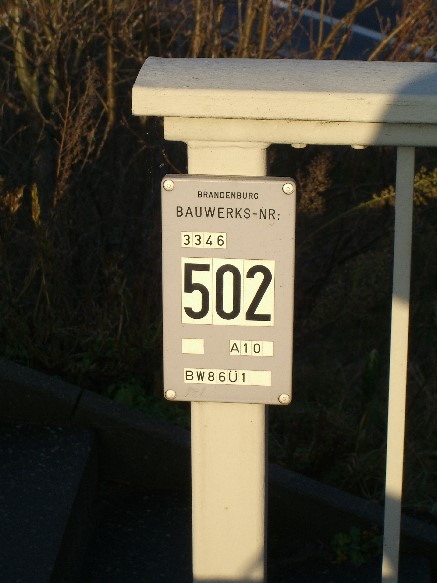 BRANDENBURG
BAUWERKS-NR:
3346
502
A10
BW86Ü1